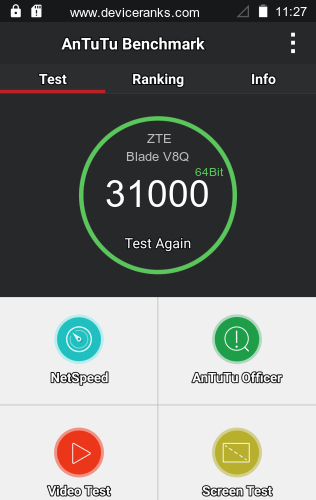 www.deviceranks.com 11:27
AnTuTu Benchmark
Test Ranking Info
ZTE
Blade V8Q
64Bit
31000
Test Again
NetSpeed AnTuTu Officer
Video Test Screen Test